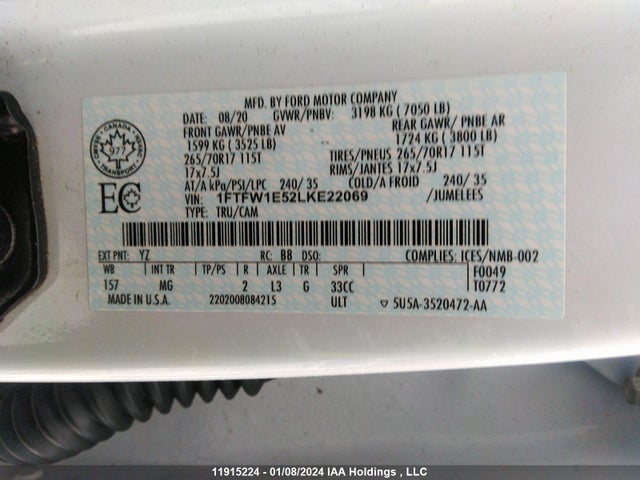 MFD. BY FORD MOTOR COMPANY
DATE: 08/20 GVWR/PNBV: 3198 KG ( 7050 LB)
FRONT GAWR/PNBE AV REAR GAWR/ PNBE AR
1599 KG ( 3525 LB) 1724 KG ( 3800 LB)
265/70R17 115T TIRES/PNEUS 265/70R17 115T
17x7.5J RIMS/JANTES 17x7.5J
AT/A kPa/PSI/LPC 240/ 35 COLD/A FROID 240/ 35
VIN: 1FTFW1E52LKE22069 /JUMELEES
TYPE: TRU/CAM
CANADA
977
TRANSPORT
EC
EXT PNT: YZ RC: B8 DSO: COMPLIES: ICES/NMB-002
WB INT TR TP/PS R AXLE TR SPR F0049
157 MG 2 L3 G 33CC T0772
MADE IN U.S.A. 2202008084215 ULT ▽ 5U5A-3520472-AA
11915224 - 01/08/2024 IAA Holdings , LLC